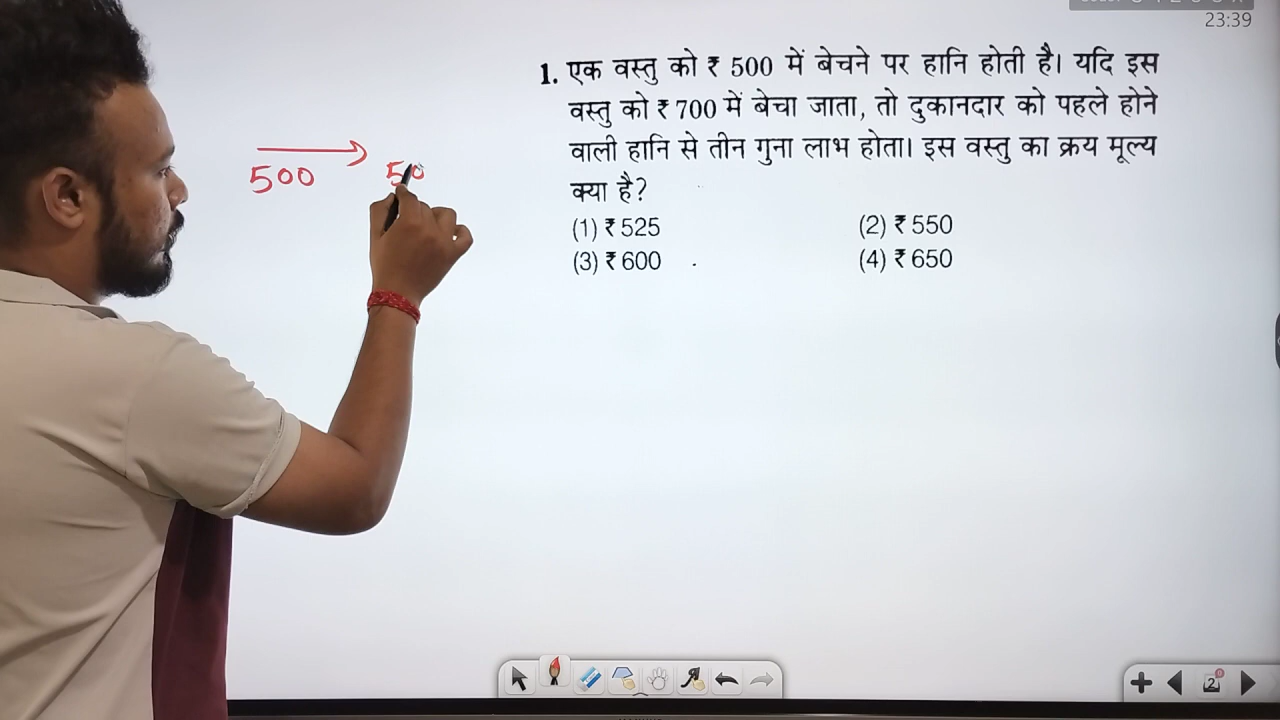 23:39
1. एक वस्तु को ₹ 500 में बेचने पर हानि होती है। यदि इस
वस्तु को ₹ 700 में बेचा जाता, तो दुकानदार को पहले होने
वाली हानि से तीन गुना लाभ होता। इस वस्तु का क्रय मूल्य
क्या है?
(1) ₹ 525 (2) ₹ 550
(3) ₹ 600 (4) ₹ 650
500 50
2